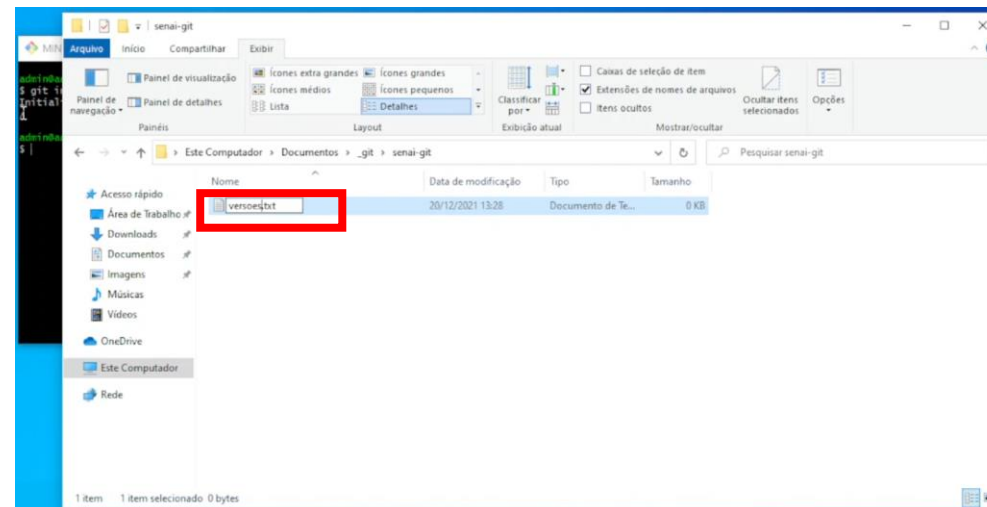 senai-git
MIN
Arquivo Início Compartilhar Exibir
Painel de navegação
Painel de visualização
Painel de detalhes
Painéis
Ícones extra grandes Ícones grandes
Ícones médios Ícones pequenos
Lista Detalhes
Layout
Classificar por
Exibição atual
Caixas de seleção de item
Extensões de nomes de arquivos
Itens ocultos
Ocultar itens selecionados
Mostrar/ocultar
Opções
$ git i
Initial
$
Este Computador > Documentos > _git > senai-git
Pesquisar senai-git
Nome Data de modificação Tipo Tamanho
versoes.txt 20/12/2021 13:28 Documento de Te... 0 KB
Acesso rápido
Área de Trabalho
Downloads
Documentos
Imagens
Músicas
Vídeos
OneDrive
Este Computador
Rede
1 item 1 item selecionado 0 bytes